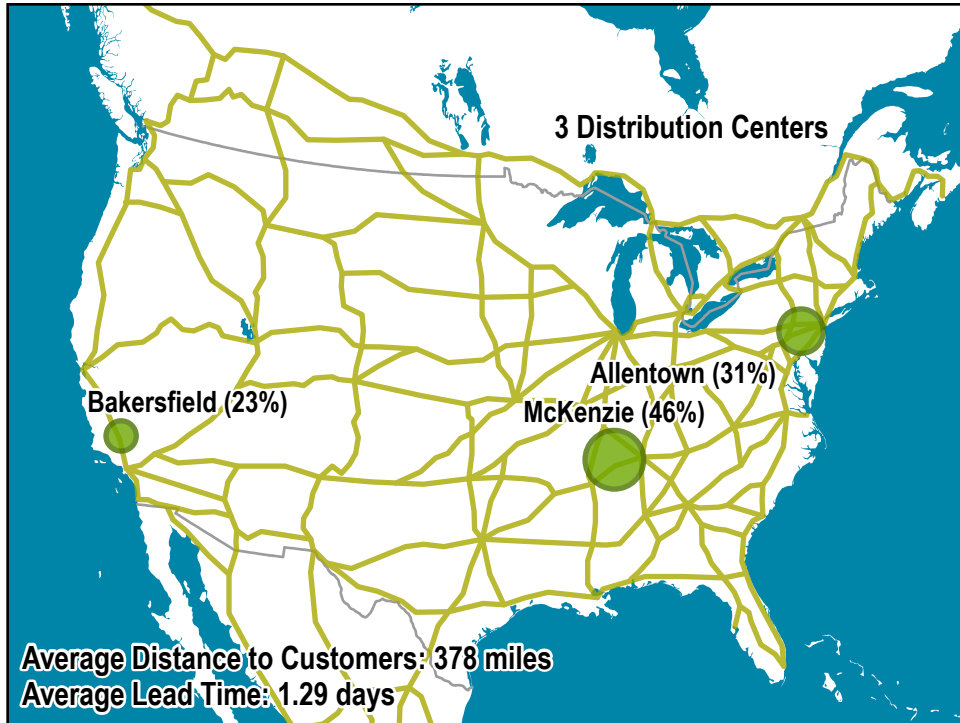 3 Distribution Centers
Allentown (31%)
Bakersfield (23%)
McKenzie (46%)
Average Distance to Customers: 378 miles
Average Lead Time: 1.29 days